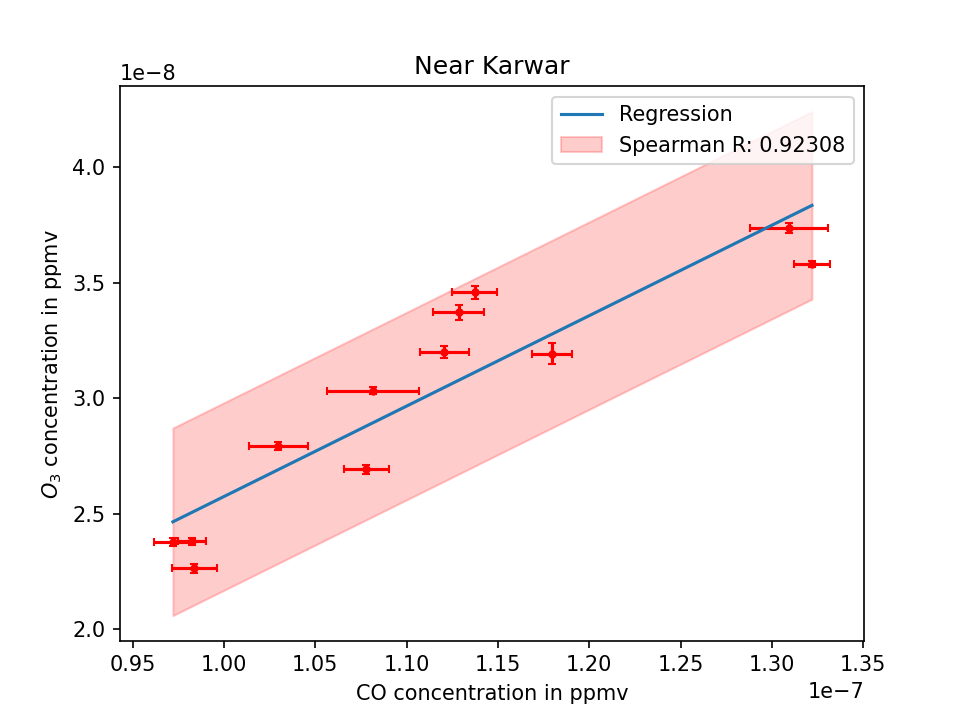 Near Karwar
1e−8
Regression
Spearman R: 0.92308
4.0
3.5
3.0
2.5
2.0
O₃ concentration in ppmv
0.95 1.00 1.05 1.10 1.15 1.20 1.25 1.30 1.35
CO concentration in ppmv
1e−7